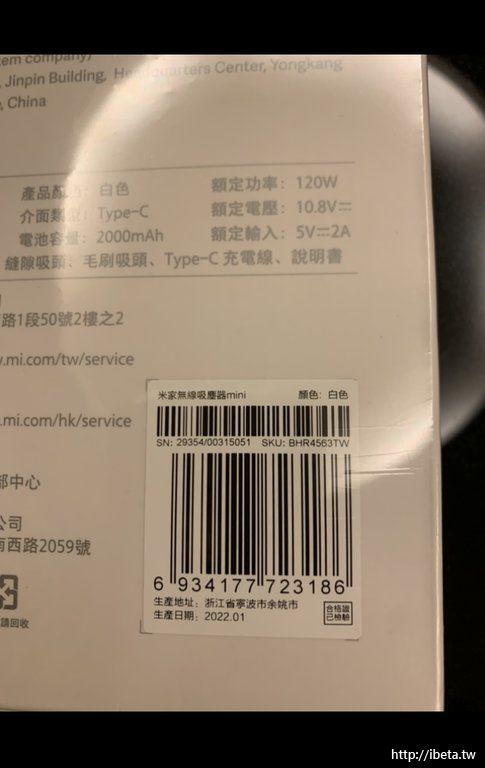 tem company)
, Jinpin Building, Headquarters Center, Yongkang
, China
產品顏色：白色 額定功率：120W
介面類型：Type-C 額定電壓：10.8V⎓
電池容量：2000mAh 額定輸入：5V⎓2A
縫隙吸頭、毛刷吸頭、Type-C 充電線、說明書
路1段50號2樓之2
.mi.com/tw/service
.mi.com/hk/service
米家無線吸塵器mini 顏色：白色
SN: 29354/00315051 SKU: BHR4563TW
部中心
公司
南西路2059號
6 934177 723186
生產地址：浙江省寧波市余姚市
生產日期：2022.01
合格證
已檢驗
請回收
http://ibeta.tw